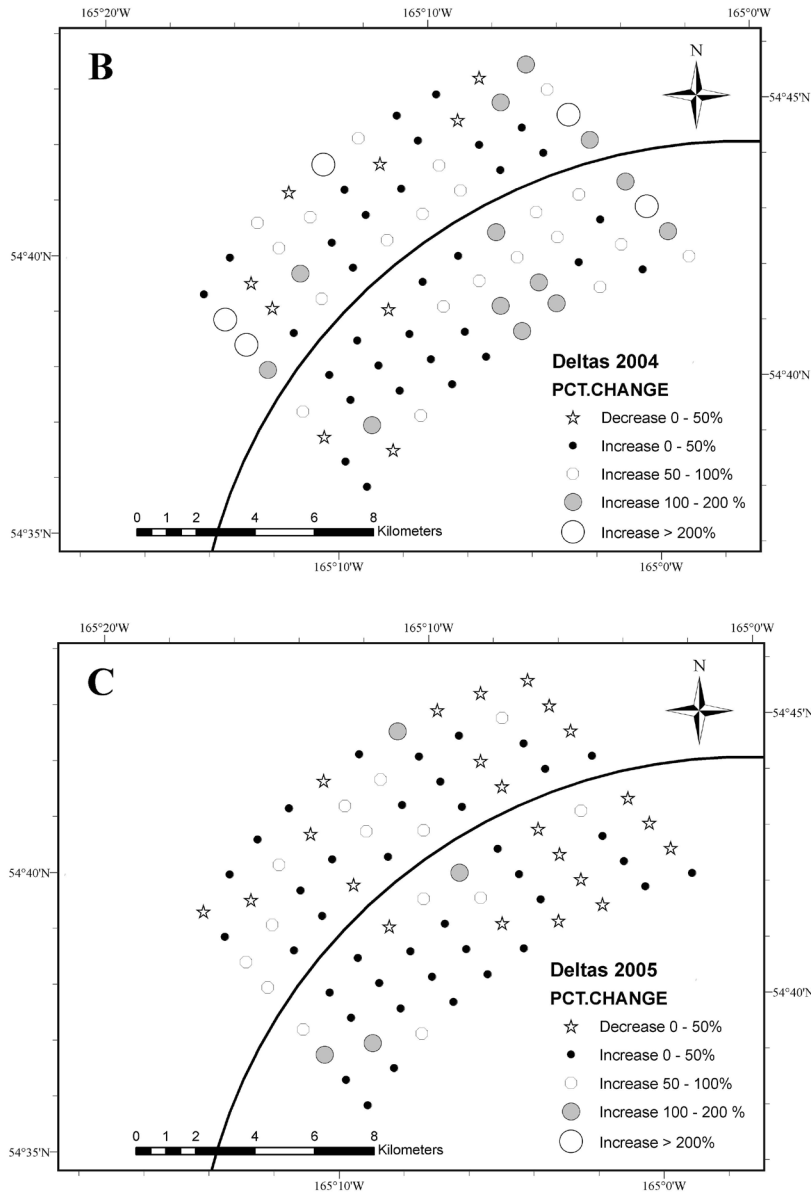 165°20'W 165°10'W 165°0'W
B
N
54°45'N
54°40'N
54°40'N
Deltas 2004
PCT.CHANGE
Decrease 0 - 50%
Increase 0 - 50%
Increase 50 - 100%
Increase 100 - 200 %
Increase > 200%
0 1 2 4 6 8
Kilometers
54°35'N
165°10'W 165°0'W
165°20'W 165°10'W 165°0'W
C
N
54°45'N
54°40'N
54°40'N
Deltas 2005
PCT.CHANGE
Decrease 0 - 50%
Increase 0 - 50%
Increase 50 - 100%
Increase 100 - 200 %
Increase > 200%
0 1 2 4 6 8
Kilometers
54°35'N
165°10'W 165°0'W